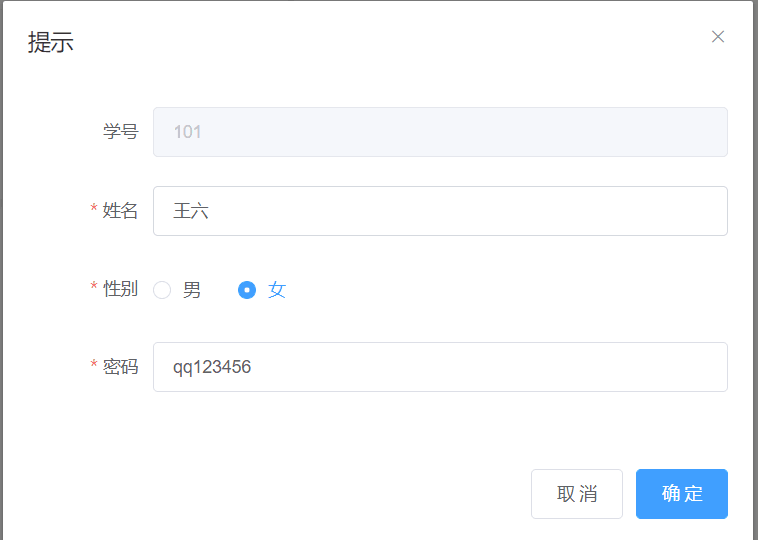 提示
学号 101
* 姓名 王六
* 性别 男 女
* 密码 qq123456
取消 确定